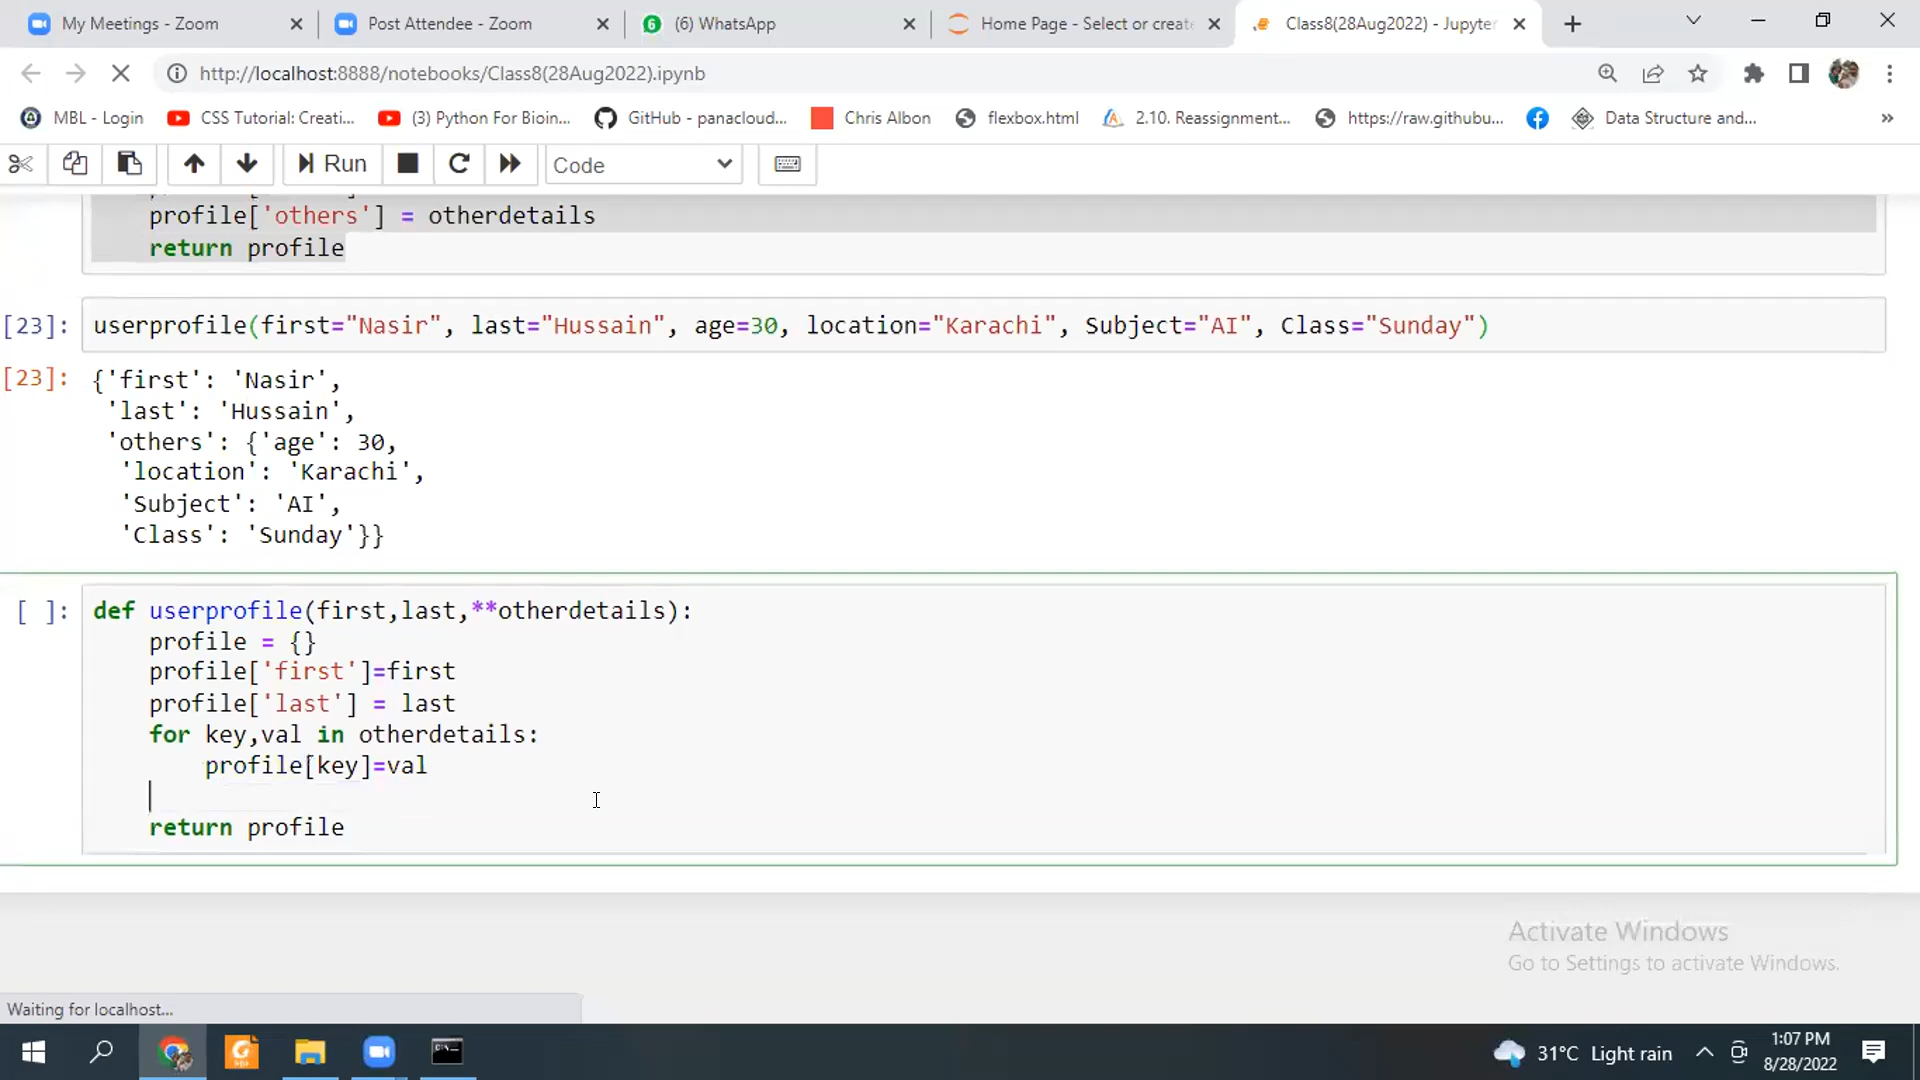 My Meetings - Zoom
Post Attendee - Zoom
6 (6) WhatsApp
Home Page - Select or create
Class8(28Aug2022) - Jupyter
http://localhost:8888/notebooks/Class8(28Aug2022).ipynb
MBL - Login
CSS Tutorial: Creati...
(3) Python For Bioin...
GitHub - panacloud...
Chris Albon
flexbox.html
2.10. Reassignment...
https://raw.githubu...
Data Structure and...
»
Run
Code
profile['others'] = otherdetails
return profile
[23]: userprofile(first="Nasir", last="Hussain", age=30, location="Karachi", Subject="AI", Class="Sunday")
[23]: {'first': 'Nasir',
'last': 'Hussain',
'others': {'age': 30,
'location': 'Karachi',
'Subject': 'AI',
'Class': 'Sunday'}}
[ ]: def userprofile(first,last,**otherdetails):
profile = {}
profile['first']=first
profile['last'] = last
for key,val in otherdetails:
profile[key]=val
return profile
Activate Windows
Go to Settings to activate Windows.
Waiting for localhost...
31°C Light rain
1:07 PM
8/28/2022